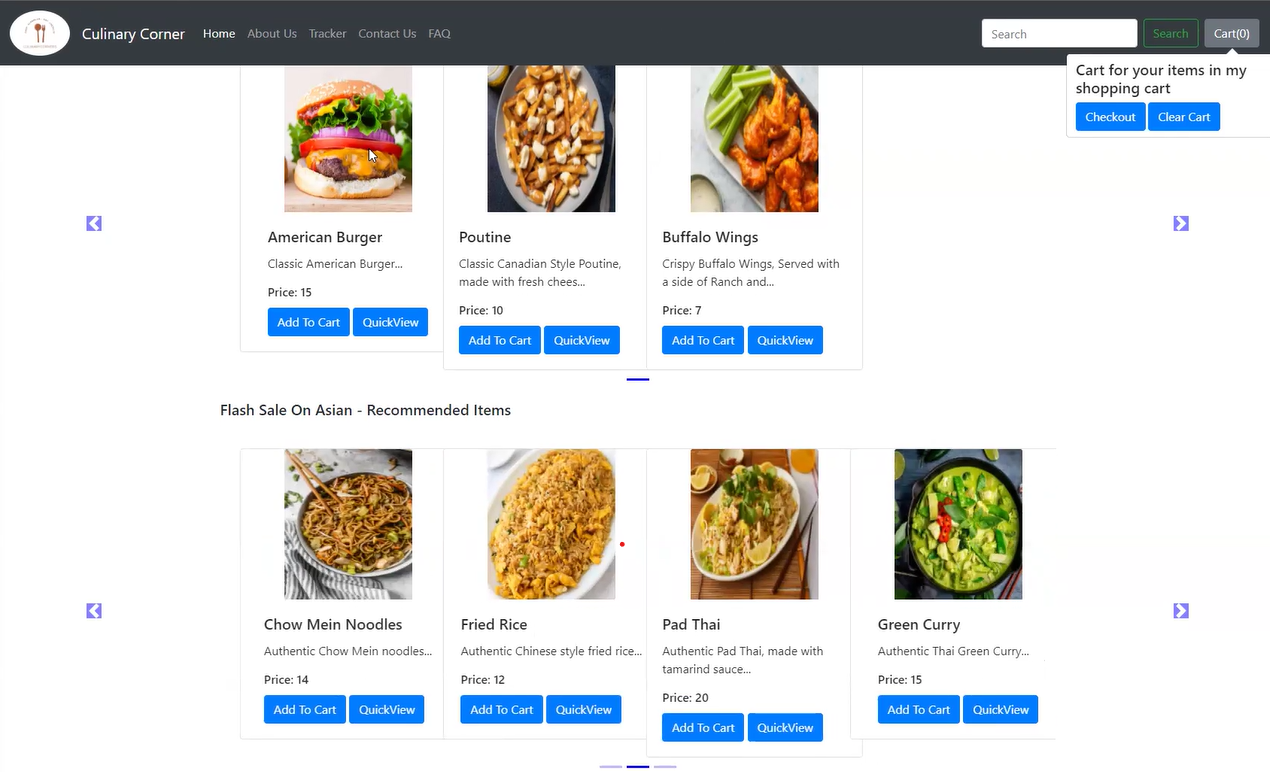 Culinary Corner
Home
About Us
Tracker
Contact Us
FAQ
Search
Search
Cart(0)
Cart for your items in my
shopping cart
Checkout
Clear Cart
American Burger
Classic American Burger...
Price: 15
Add To Cart
QuickView
Poutine
Classic Canadian Style Poutine,
made with fresh chees...
Price: 10
Add To Cart
QuickView
Buffalo Wings
Crispy Buffalo Wings, Served with
a side of Ranch and...
Price: 7
Add To Cart
QuickView
Flash Sale On Asian - Recommended Items
Chow Mein Noodles
Authentic Chow Mein noodles...
Price: 14
Add To Cart
QuickView
Fried Rice
Authentic Chinese style fried rice...
Price: 12
Add To Cart
QuickView
Pad Thai
Authentic Pad Thai, made with
tamarind sauce...
Price: 20
Add To Cart
QuickView
Green Curry
Authentic Thai Green Curry...
Price: 15
Add To Cart
QuickView